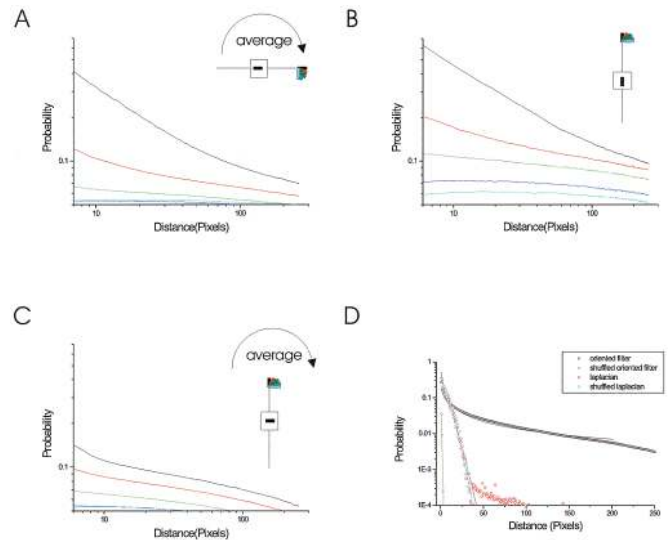 A
average
Probability
0.1
10
100
Distance(Pixels)
B
Probability
0.1
10
100
Distance(Pixels)
C
average
Probability
0.1
10
100
Distance(Pixels)
D
oriented filter
shuffled oriented filter
laplacian
shuffled laplacian
Probability
1
0.1
0.01
1E-3
1E-4
0
50
100
150
200
250
Distance (Pixels)